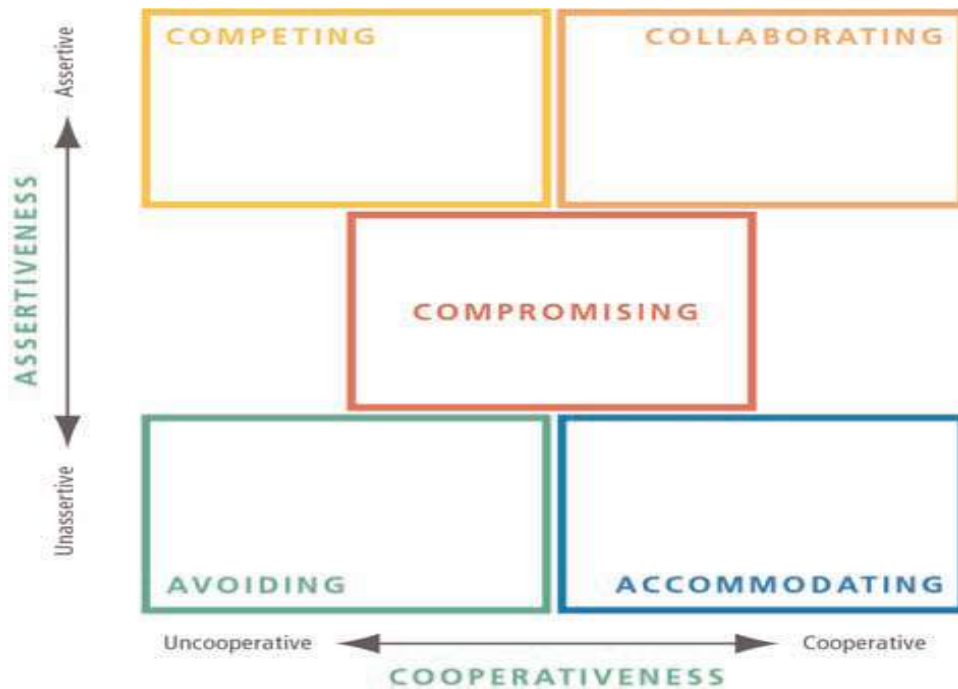 COMPETING
COLLABORATING
Assertive
ASSERTIVENESS
COMPROMISING
Unassertive
AVOIDING
ACCOMMODATING
Uncooperative
Cooperative
COOPERATIVENESS